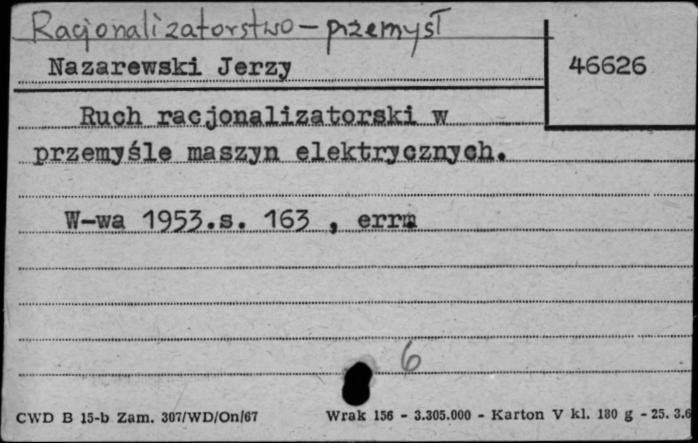 Racjonalizatorstwo – przemysł
Nazarewski Jerzy
46626
Ruch racjonalizatorski w
przemyśle maszyn elektrycznych.
W-wa 1953.s. 163 , errm
6
CWD B 15-b Zam. 307/WD/On/67
Wrak 156 - 3.305.000 - Karton V kl. 180 g - 25. 3.6